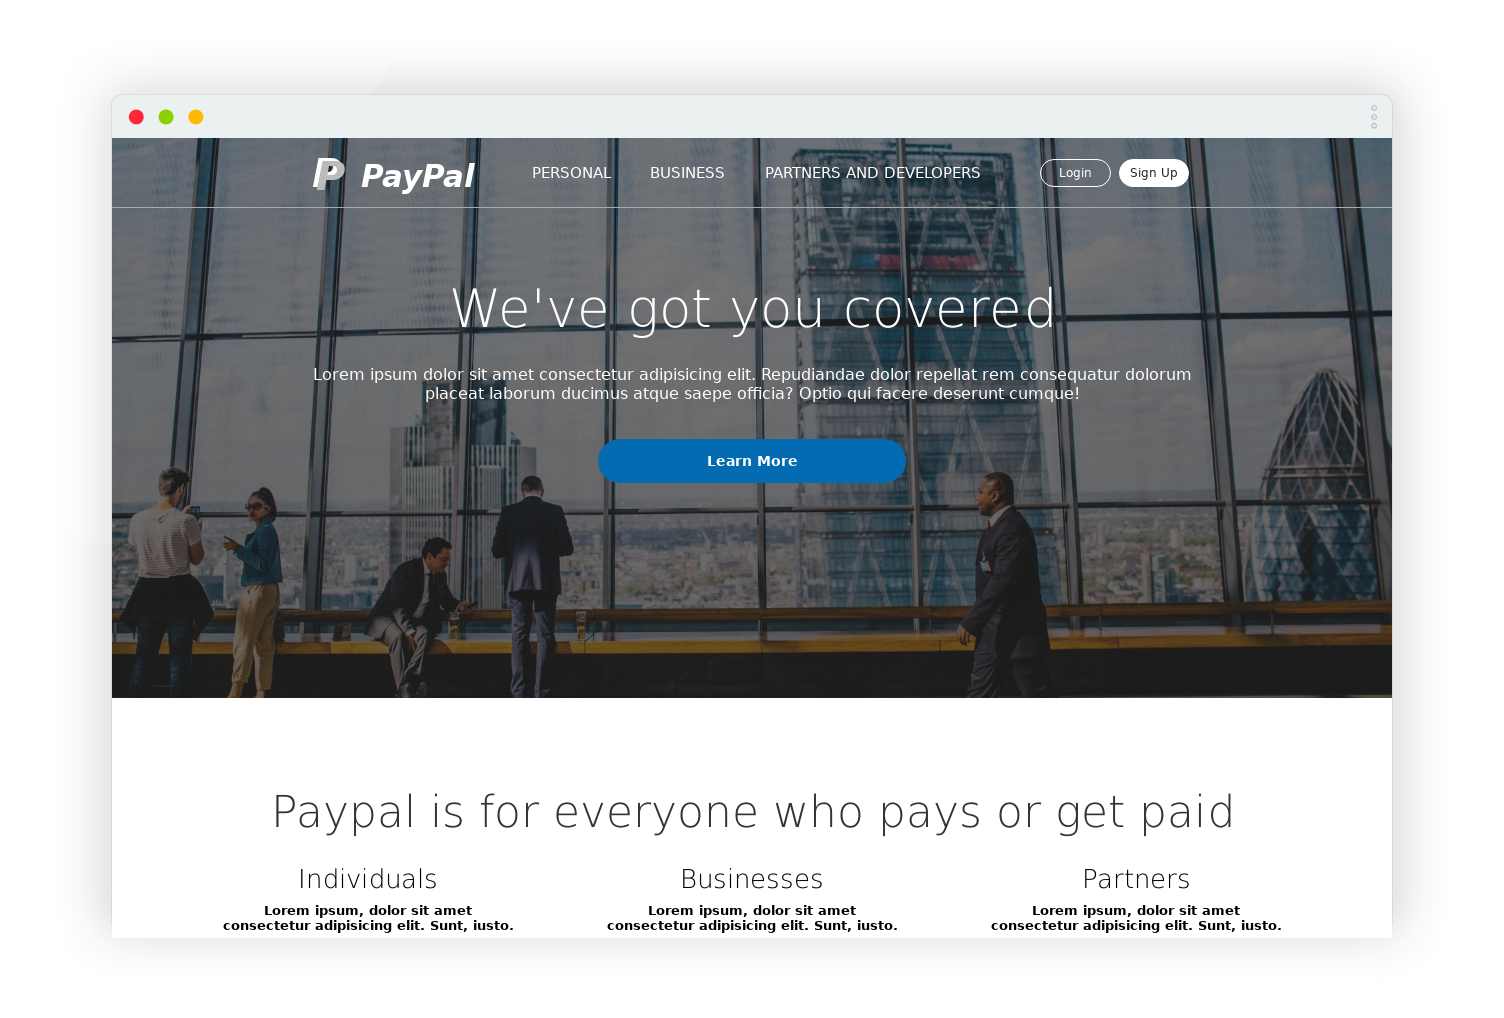 PayPal
PERSONAL
BUSINESS
PARTNERS AND DEVELOPERS
Login
Sign Up
We've got you covered
Lorem ipsum dolor sit amet consectetur adipisicing elit. Repudiandae dolor repellat rem consequatur dolorum
placeat laborum ducimus atque saepe officia? Optio qui facere deserunt cumque!
Learn More
Paypal is for everyone who pays or get paid
Individuals
Lorem ipsum, dolor sit amet
consectetur adipisicing elit. Sunt, iusto.
Businesses
Lorem ipsum, dolor sit amet
consectetur adipisicing elit. Sunt, iusto.
Partners
Lorem ipsum, dolor sit amet
consectetur adipisicing elit. Sunt, iusto.